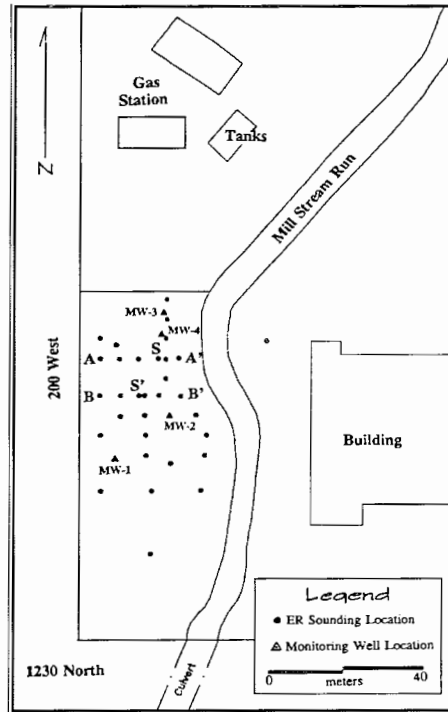 Gas
Station
Tanks
Mill Stream Run
N
MW-3
MW-4
S
A
A'
200 West
S'
B
B'
MW-2
Building
MW-1
Legend
ER Sounding Location
Monitoring Well Location
0 40
meters
1230 North
Culvert